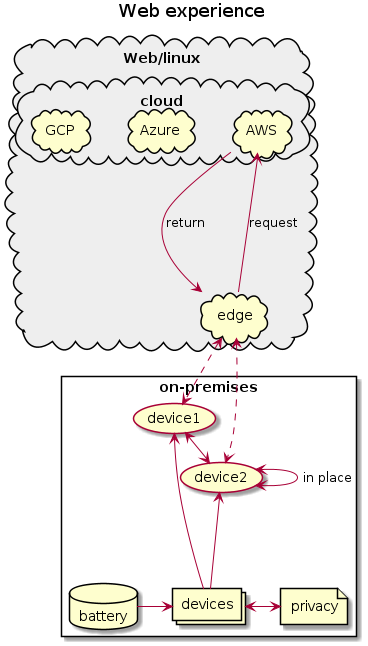 Web experience
Web/linux
cloud
GCP
Azure
AWS
return
request
edge
on-premises
device1
device2
in place
devices
privacy
battery